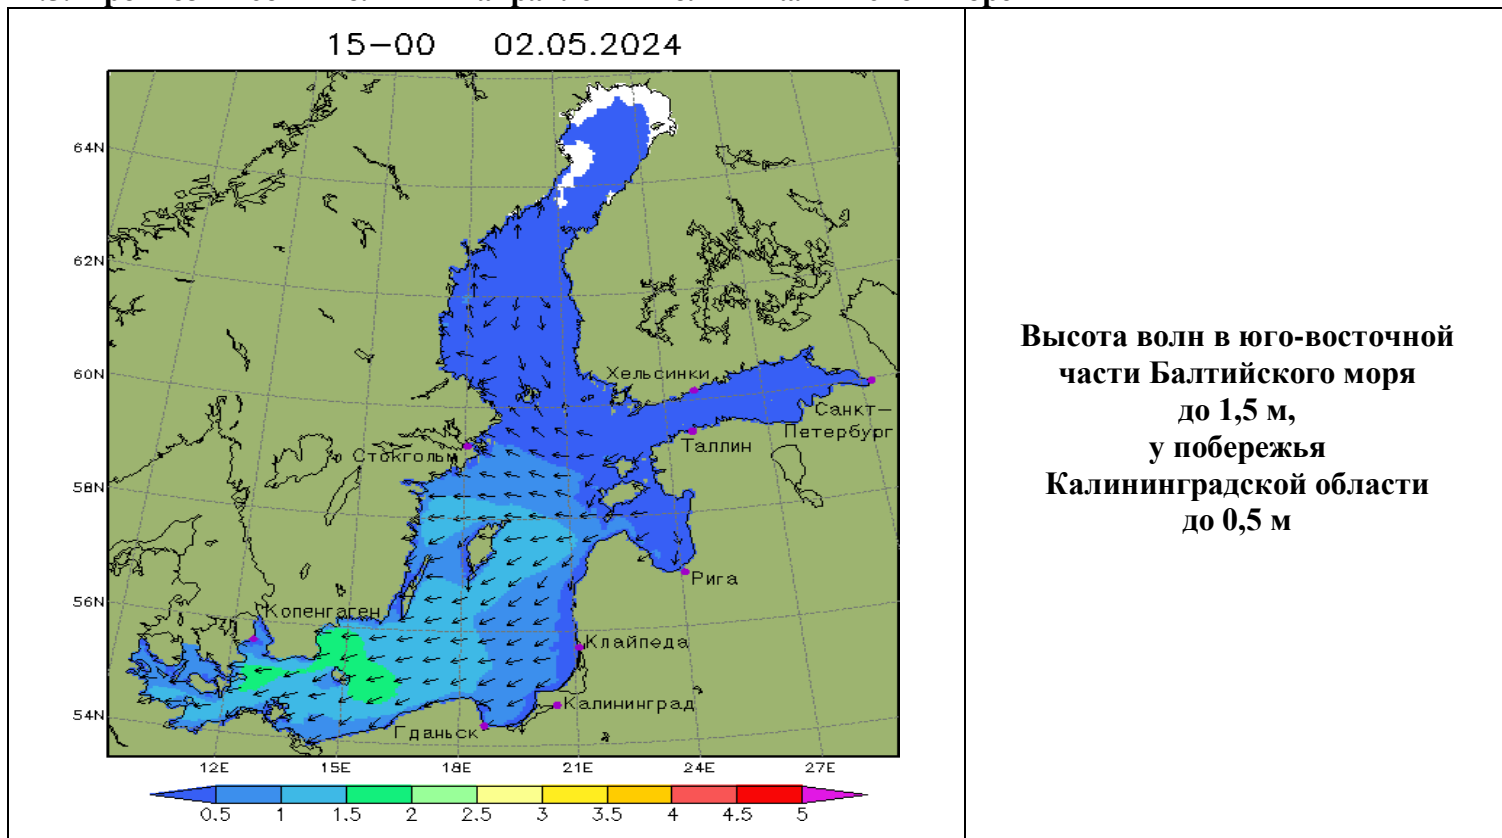 15-00 02.05.2024
64N
62N
60N
58N
56N
54N
Хельсинки
Санкт-
Петербург
Таллин
Стокгольм
Рига
Копенгаген
Клайпеда
Калининград
Гданьск
12E 15E 18E 21E 24E 27E
0.5 1 1.5 2 2.5 3 3.5 4 4.5 5
Высота волн в юго-восточной
части Балтийского моря
до 1,5 м,
у побережья
Калининградской области
до 0,5 м